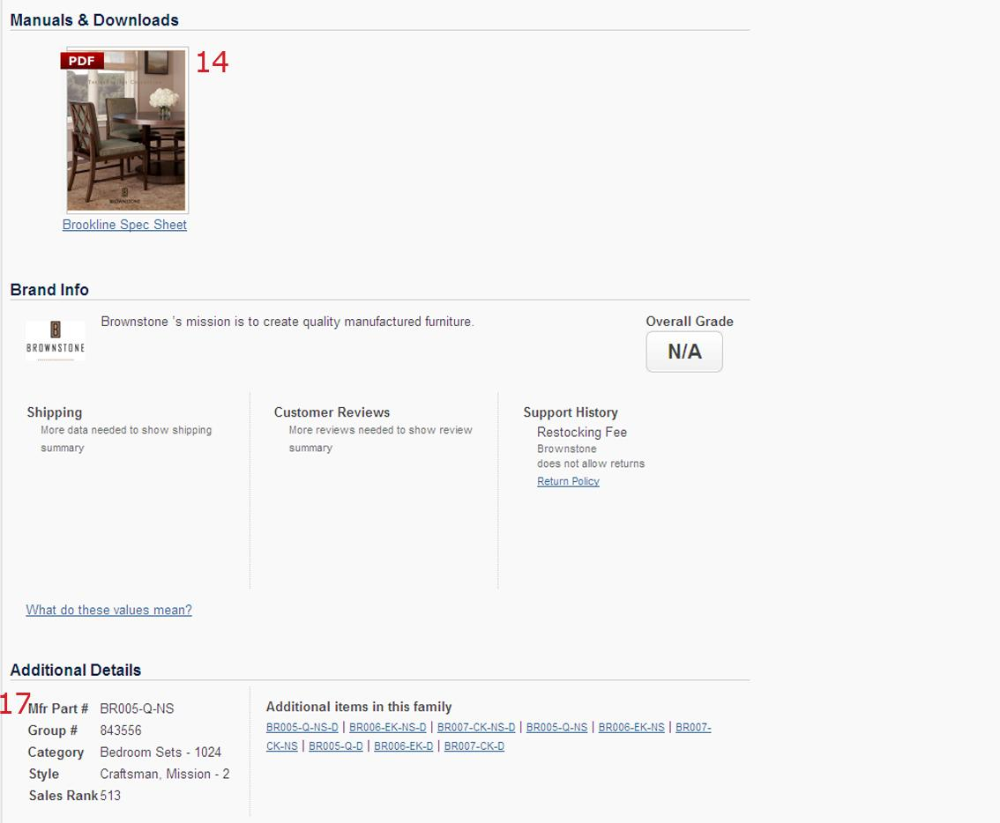 Manuals & Downloads
PDF
14
BROWNSTONE
Brookline Spec Sheet
Brand Info
BROWNSTONE
Brownstone 's mission is to create quality manufactured furniture.
Overall Grade
N/A
Shipping
More data needed to show shipping
summary
Customer Reviews
More reviews needed to show review
summary
Support History
Restocking Fee
Brownstone
does not allow returns
Return Policy
What do these values mean?
Additional Details
17
Mfr Part # BR005-Q-NS
Group # 843556
Category Bedroom Sets - 1024
Style Craftsman, Mission - 2
Sales Rank 513
Additional items in this family
BR005-Q-NS-D | BR006-EK-NS-D | BR007-CK-NS-D | BR005-Q-NS | BR006-EK-NS | BR007-
CK-NS | BR005-Q-D | BR006-EK-D | BR007-CK-D